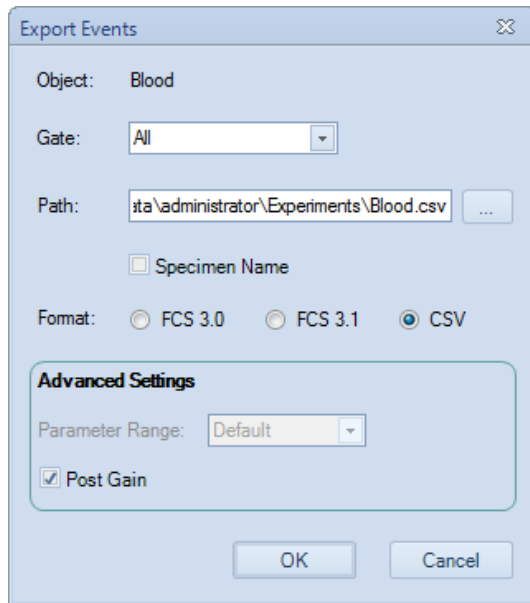 Export Events
Object: Blood
Gate: All
Path: ata\administrator\Experiments\Blood.csv ...
Specimen Name
Format: FCS 3.0 FCS 3.1 CSV
Advanced Settings
Parameter Range: Default
Post Gain
OK Cancel